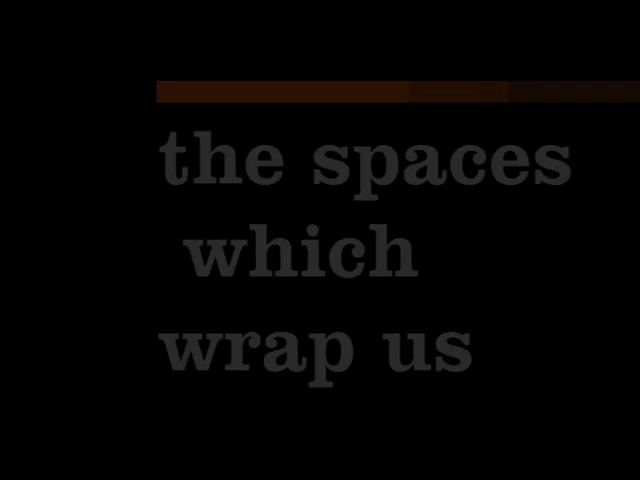 the spaces
which
wrap us